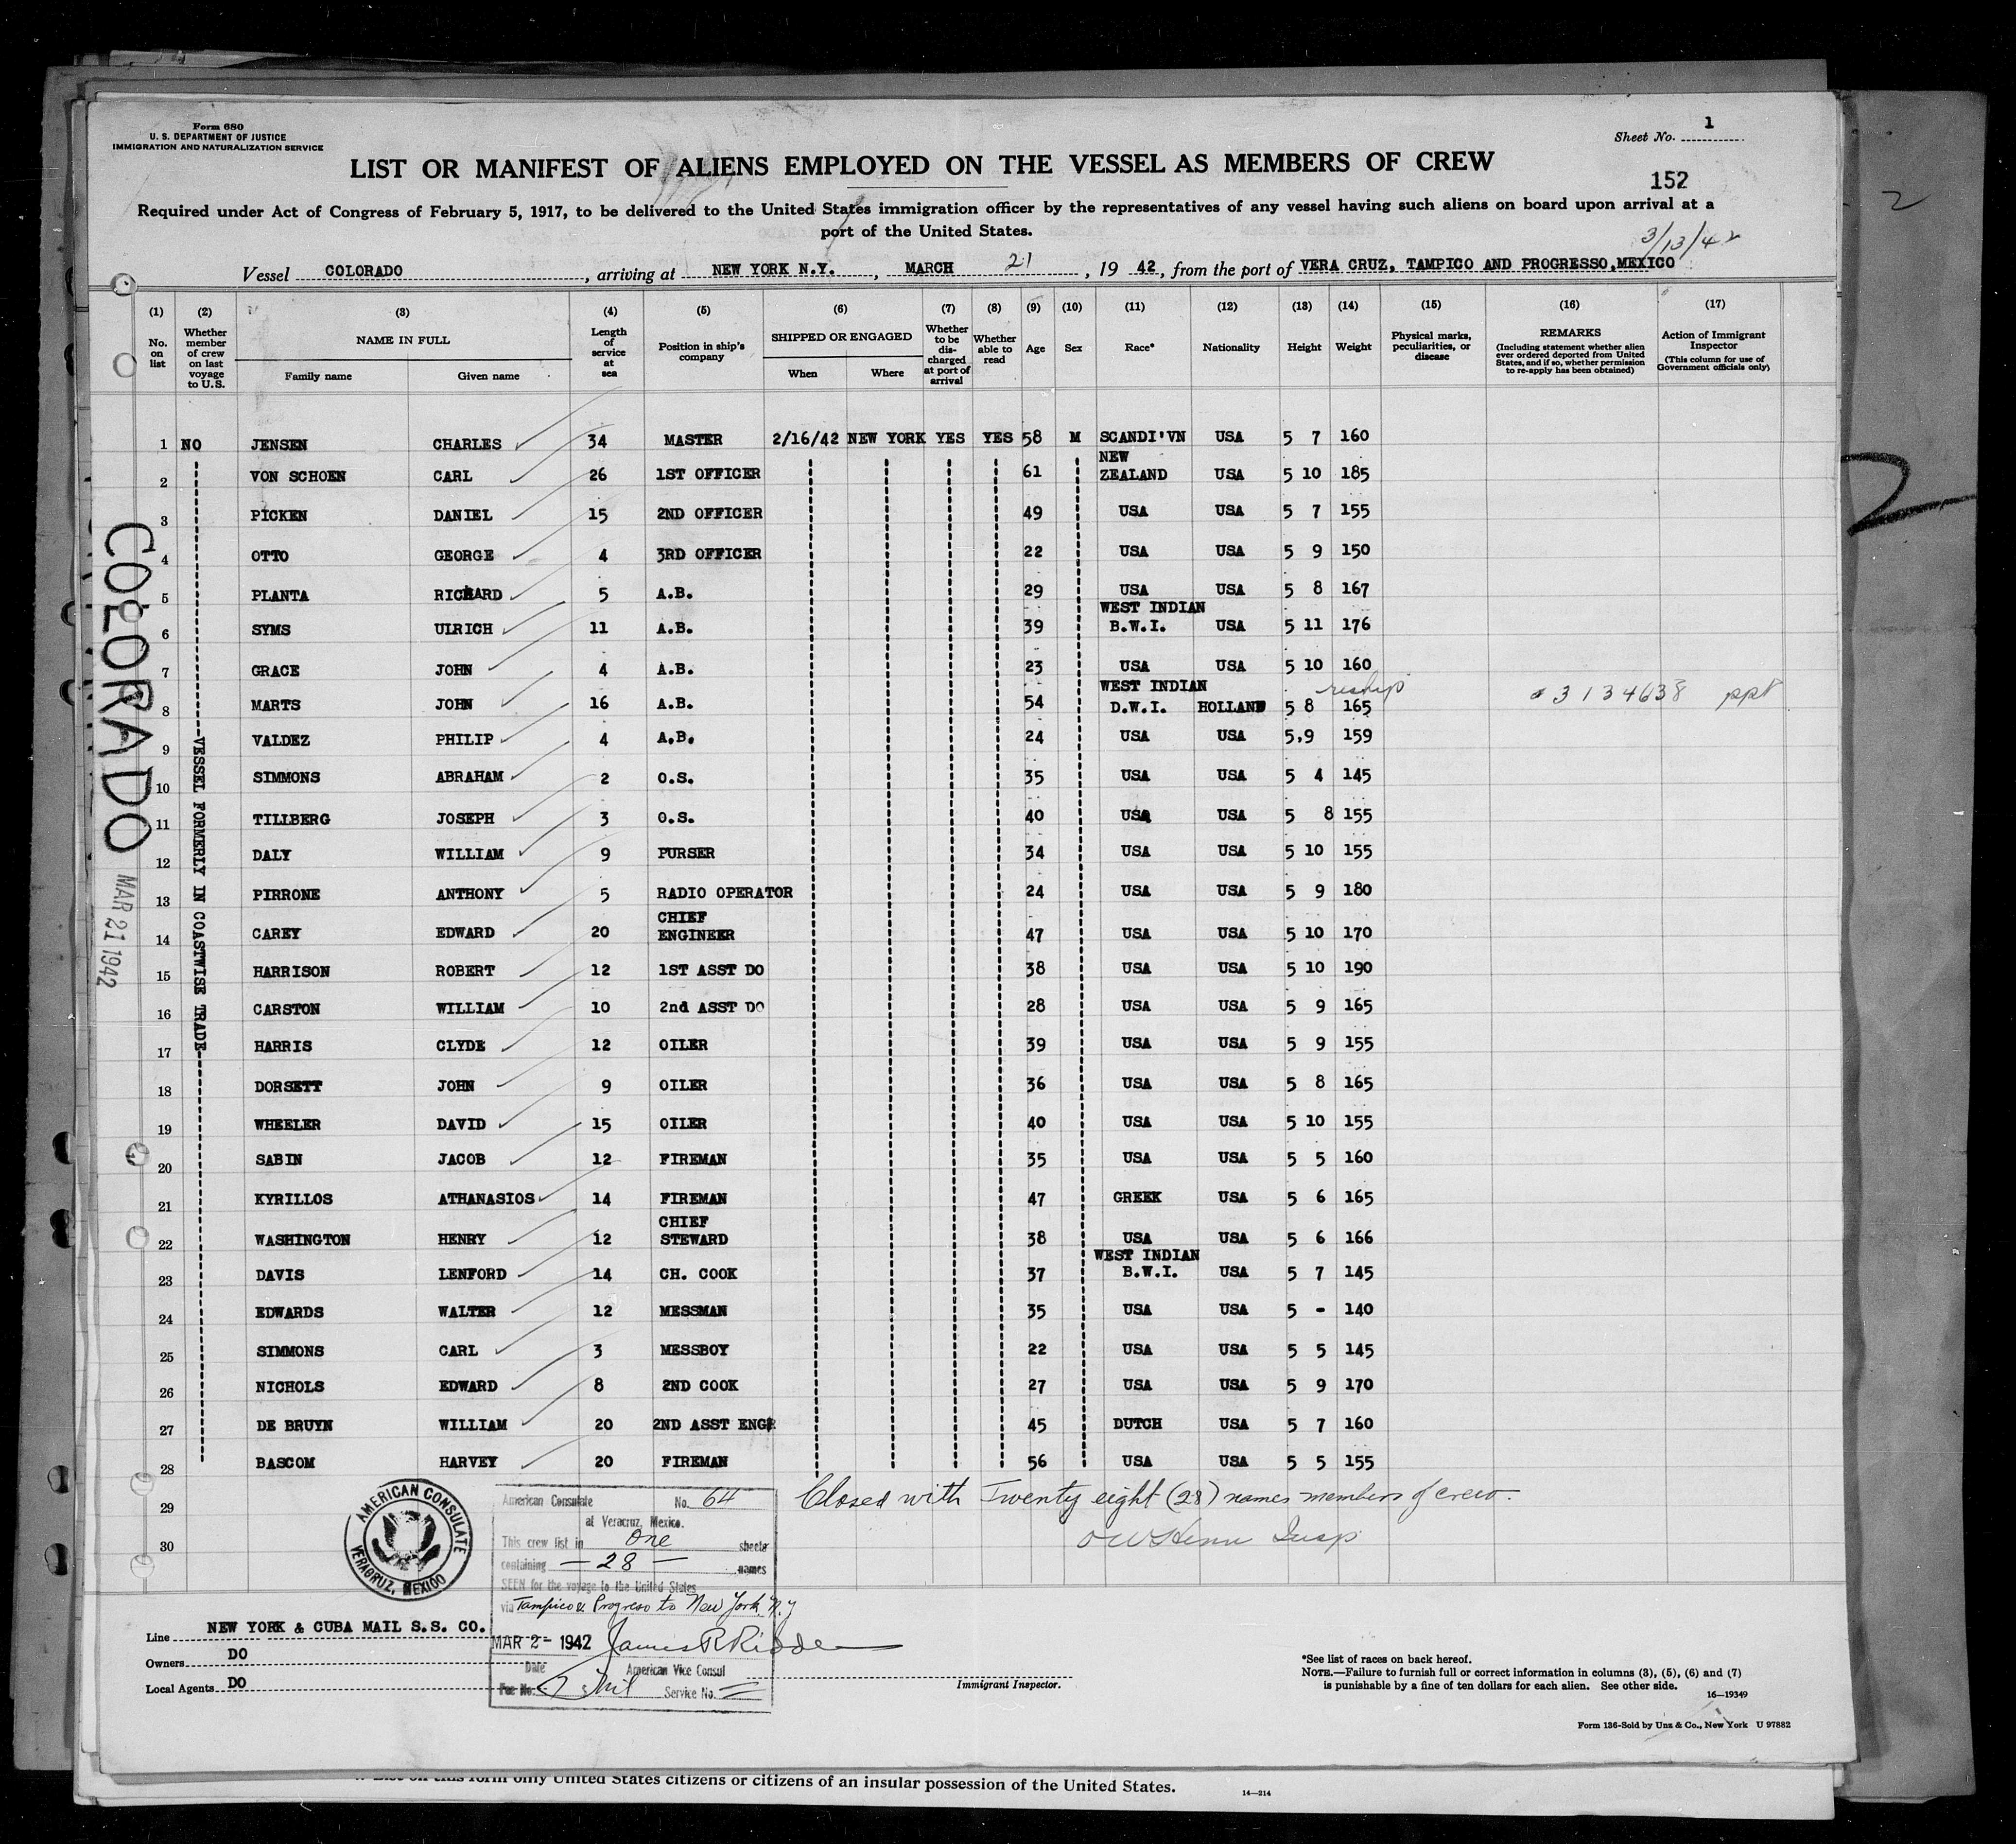 Form 680
U. S. DEPARTMENT OF JUSTICE
IMMIGRATION AND NATURALIZATION SERVICE
Sheet No. 1
LIST OR MANIFEST OF ALIENS EMPLOYED ON THE VESSEL AS MEMBERS OF CREW
152
Required under Act of Congress of February 5, 1917, to be delivered to the United States immigration officer by the representatives of any vessel having such aliens on board upon arrival at a
port of the United States.
3/13/42
Vessel COLORADO, arriving at NEW YORK N.Y., MARCH 21, 19 42, from the port of VERA CRUZ, TAMPICO AND PROGRESSO, MEXICO
(1) No. on list
(2) Whether member of crew on last voyage to U.S.
(3) NAME IN FULL Family name Given name
(4) Length of service at sea
(5) Position in ship's company
(6) SHIPPED OR ENGAGED When Where
(7) Whether to be discharged at port of arrival
(8) Whether able to read
(9) Age
(10) Sex
(11) Race*
(12) Nationality
(13) Height
(14) Weight
(15) Physical marks, peculiarities, or disease
(16) REMARKS (Including statement whether alien ever ordered deported from United States, and if so, whether permission to re-apply has been obtained)
(17) Action of Immigrant Inspector (This column for use of Government officials only)
1 NO JENSEN CHARLES 34 MASTER 2/16/42 NEW YORK YES YES 58 M SCANDI'VN USA 5 7 160
2 VON SCHOEN CARL 26 1ST OFFICER 61 NEW ZEALAND USA 5 10 185
3 PICKEN DANIEL 15 2ND OFFICER 49 USA USA 5 7 155
4 OTTO GEORGE 4 3RD OFFICER 22 USA USA 5 9 150
5 PLANTA RICHARD 5 A.B. 29 USA USA 5 8 167
6 SYMS ULRICH 11 A.B. 39 WEST INDIAN B.W.I. USA 5 11 176
7 GRACE JOHN 4 A.B. 23 USA USA 5 10 160
8 MARTS JOHN 16 A.B. 54 WEST INDIAN D.W.I. HOLLAND 5 8 165 reship 3134638 ppt
9 VALDEZ PHILIP 4 A.B. 24 USA USA 5,9 159
10 SIMMONS ABRAHAM 2 O.S. 35 USA USA 5 4 145
11 TILLBERG JOSEPH 3 O.S. 40 USA USA 5 8 155
12 DALY WILLIAM 9 PURSER 34 USA USA 5 10 155
13 PIRRONE ANTHONY 5 RADIO OPERATOR 24 USA USA 5 9 180
14 CAREY EDWARD 20 CHIEF ENGINEER 47 USA USA 5 10 170
15 HARRISON ROBERT 12 1ST ASST DO 38 USA USA 5 10 190
16 CARSTON WILLIAM 10 2nd ASST DO 28 USA USA 5 9 165
17 HARRIS CLYDE 12 OILER 39 USA USA 5 9 155
18 DORSETT JOHN 9 OILER 36 USA USA 5 8 165
19 WHEELER DAVID 15 OILER 40 USA USA 5 10 155
20 SABIN JACOB 12 FIREMAN 35 USA USA 5 5 160
21 KYRILLOS ATHANASIOS 14 FIREMAN 47 GREEK USA 5 6 165
22 WASHINGTON HENRY 12 CHIEF STEWARD 38 USA USA 5 6 166
23 DAVIS LENFORD 14 CH. COOK 37 WEST INDIAN B.W.I. USA 5 7 145
24 EDWARDS WALTER 12 MESSMAN 35 USA USA 5 - 140
25 SIMMONS CARL 3 MESSBOY 22 USA USA 5 5 145
26 NICHOLS EDWARD 8 2ND COOK 27 USA USA 5 9 170
27 DE BRUYN WILLIAM 20 2ND ASST ENGR 45 DUTCH USA 5 7 160
28 BASCOM HARVEY 20 FIREMAN 56 USA USA 5 5 155
29
30
VESSEL FORMERLY IN COASTWISE TRADE
COLORADO
MAR 21 1942
2
2
Closed with Twenty eight (28) names members of crew.
Insp
AMERICAN CONSULATE
VERACRUZ, MEXICO
American Consulate No. 64
at Veracruz, Mexico.
This crew list in One sheets
containing — 28 — names
SEEN for the voyage to the United States
via Tampico & Progreso to New York, N.Y
MAR 2 - 1942 James R Riddle
Date American Vice Consul
Fee No. Service No.
Line NEW YORK & CUBA MAIL S.S. CO.
Owners DO
Local Agents DO
Immigrant Inspector.
*See list of races on back hereof.
NOTE.—Failure to furnish full or correct information in columns (3), (5), (6) and (7)
is punishable by a fine of ten dollars for each alien. See other side.
16—19349
Form 136-Sold by Unz & Co., New York U 97882
List on this form only United States citizens or citizens of an insular possession of the United States.
14—214